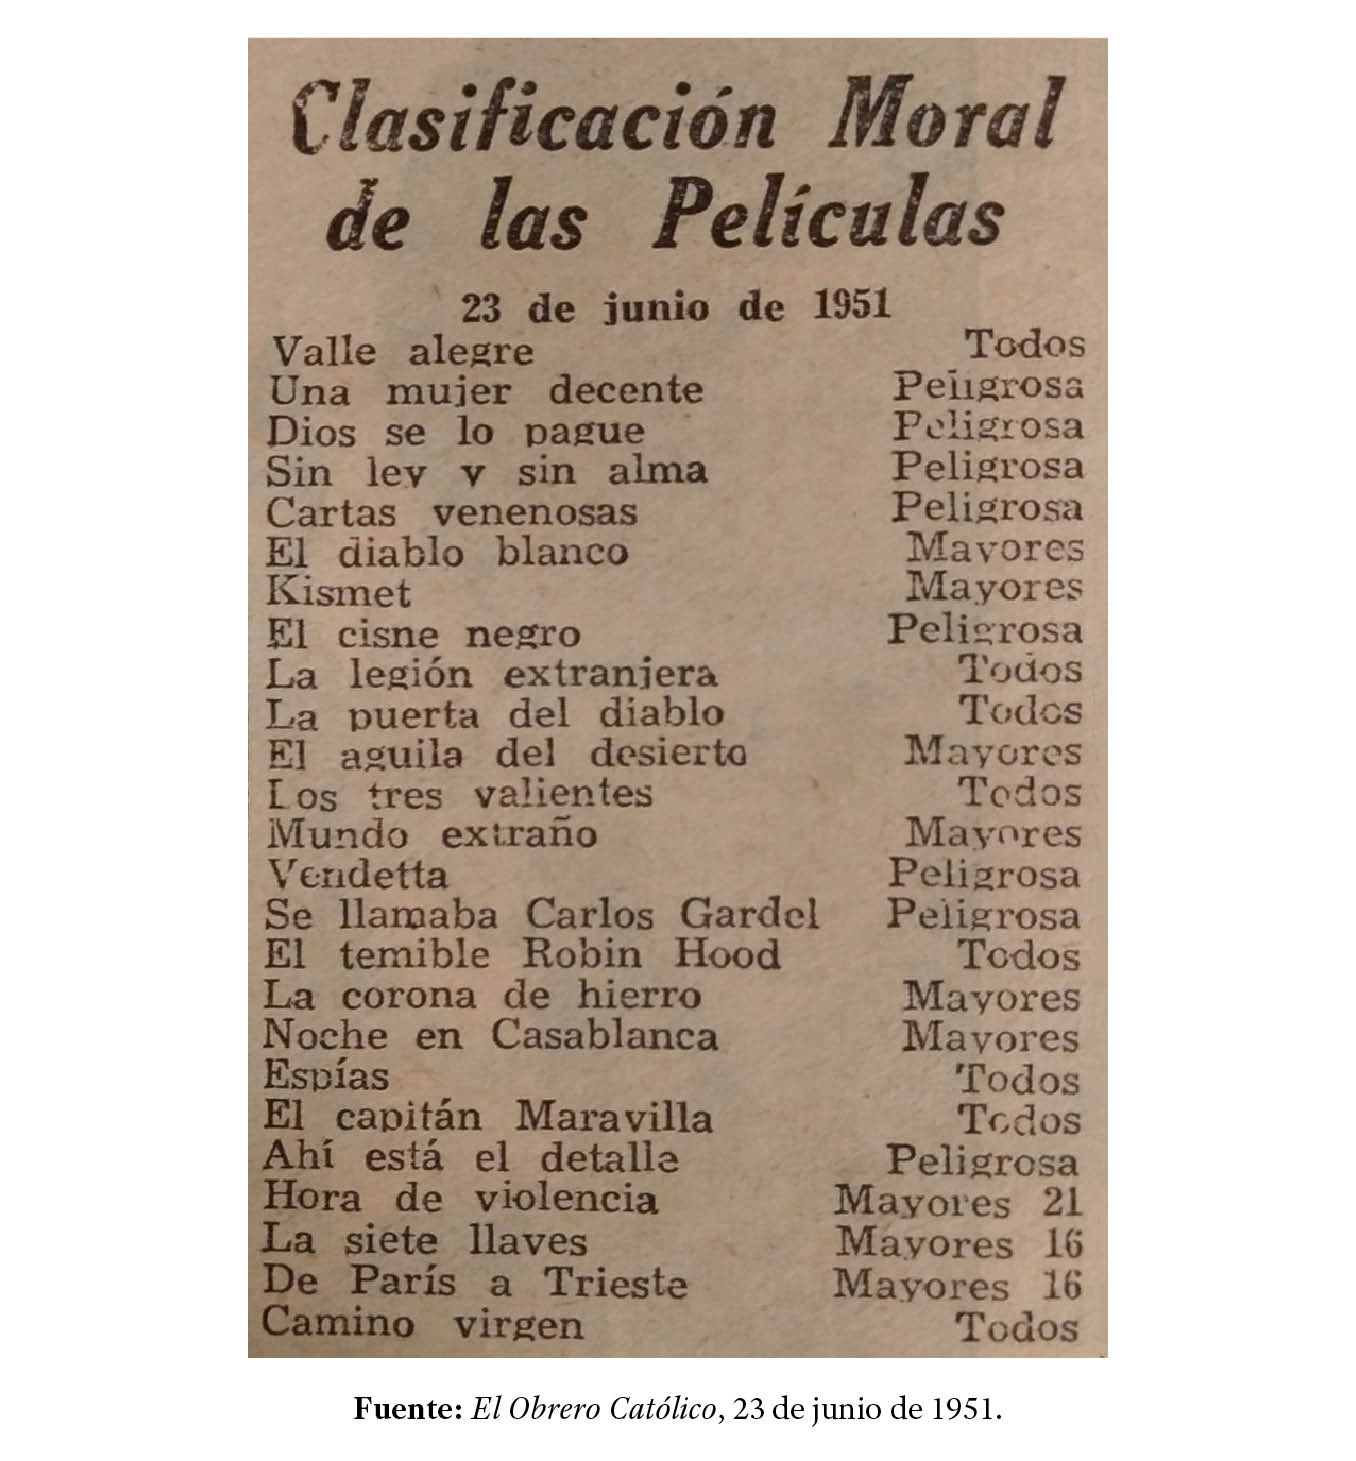 Clasificación Moral
de las Películas
23 de junio de 1951
Valle alegre Todos
Una mujer decente Peligrosa
Dios se lo pague Peligrosa
Sin ley y sin alma Peligrosa
Cartas venenosas Peligrosa
El diablo blanco Mayores
Kismet Mayores
El cisne negro Peligrosa
La legión extranjera Todos
La puerta del diablo Todos
El aguila del desierto Mayores
Los tres valientes Todos
Mundo extraño Mayores
Vendetta Peligrosa
Se llamaba Carlos Gardel Peligrosa
El temible Robin Hood Todos
La corona de hierro Mayores
Noche en Casablanca Mayores
Espías Todos
El capitán Maravilla Todos
Ahí está el detalle Peligrosa
Hora de violencia Mayores 21
La siete llaves Mayores 16
De París a Trieste Mayores 16
Camino virgen Todos
Fuente: El Obrero Católico, 23 de junio de 1951.